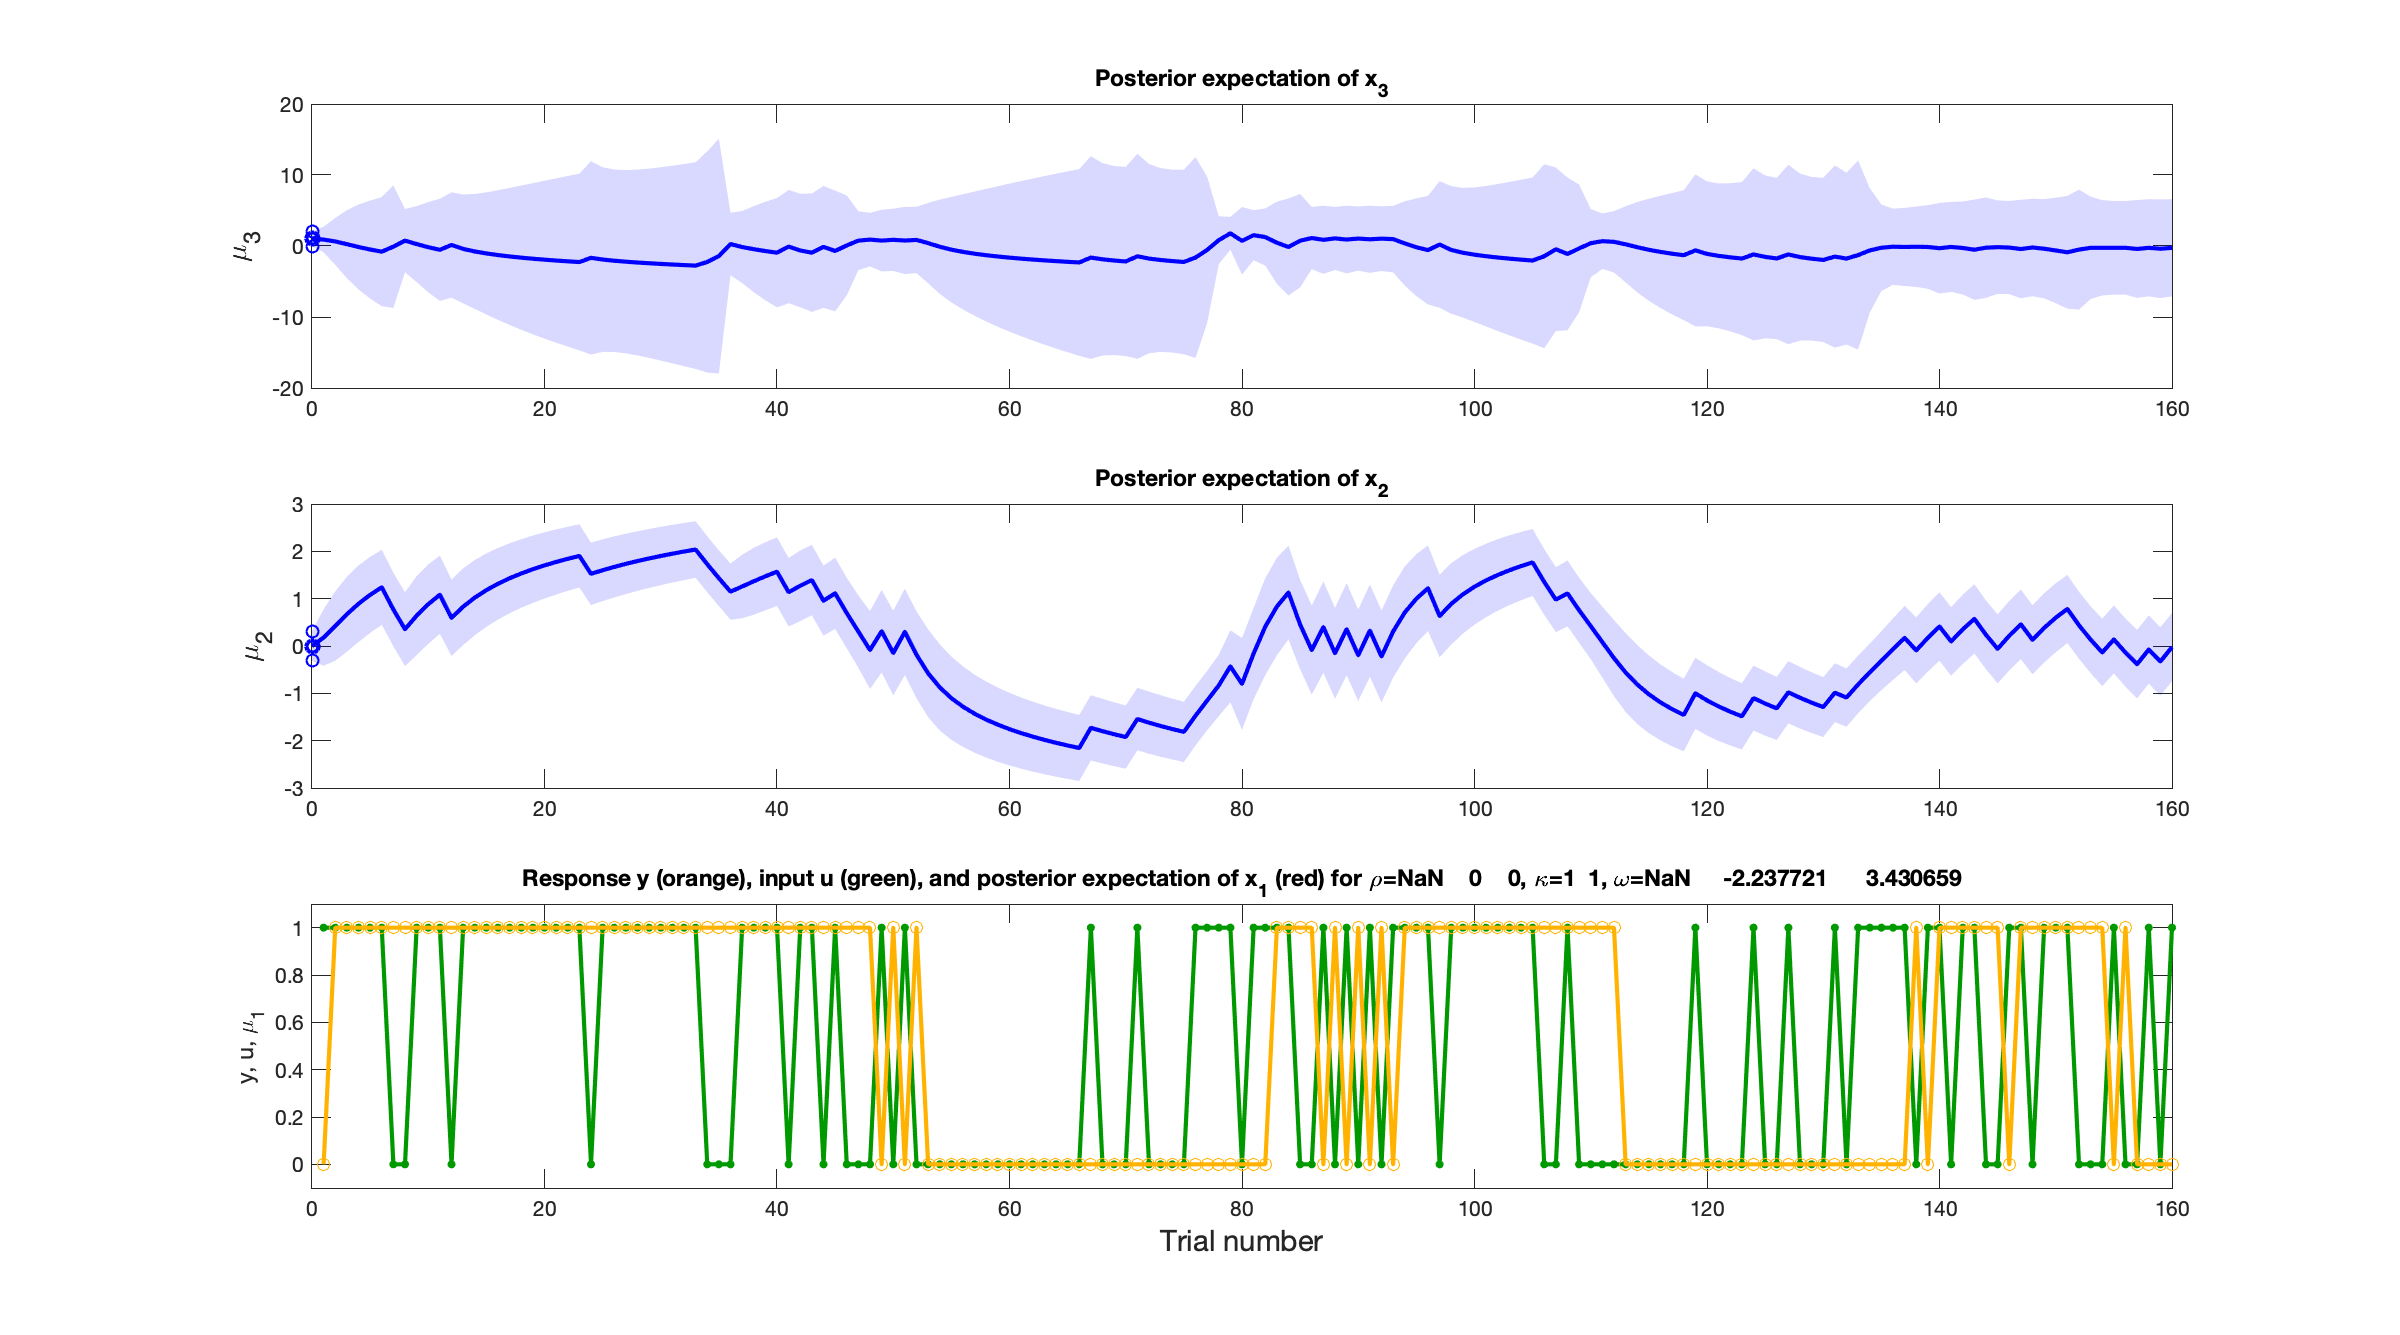 Posterior expectation of x3
20
10
0
-10
-20
μ3
0 20 40 60 80 100 120 140 160
Posterior expectation of x2
3
2
1
0
-1
-2
-3
μ2
0 20 40 60 80 100 120 140 160
Response y (orange), input u (green), and posterior expectation of x1 (red) for ρ=NaN 0 0, κ=1 1, ω=NaN -2.237721 3.430659
1
0.8
0.6
0.4
0.2
0
y, u, μ1
0 20 40 60 80 100 120 140 160
Trial number